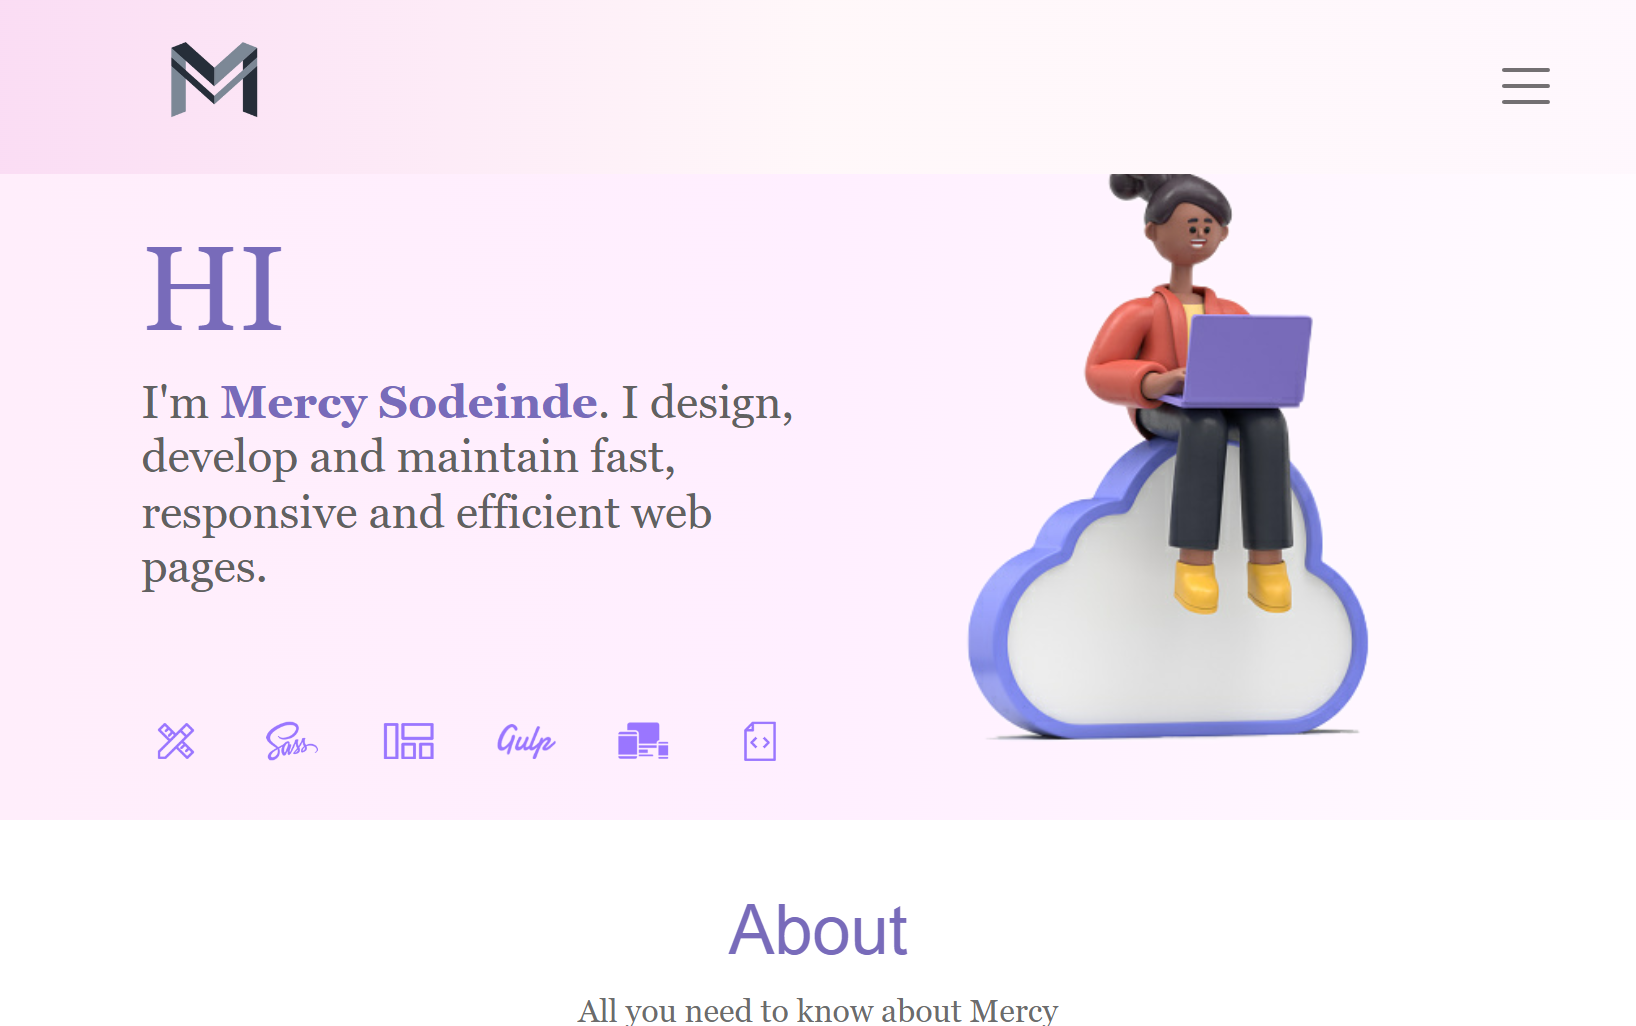 M
HI
I'm Mercy Sodeinde. I design,
develop and maintain fast,
responsive and efficient web
pages.
Sass
Gulp
About
All you need to know about Mercy